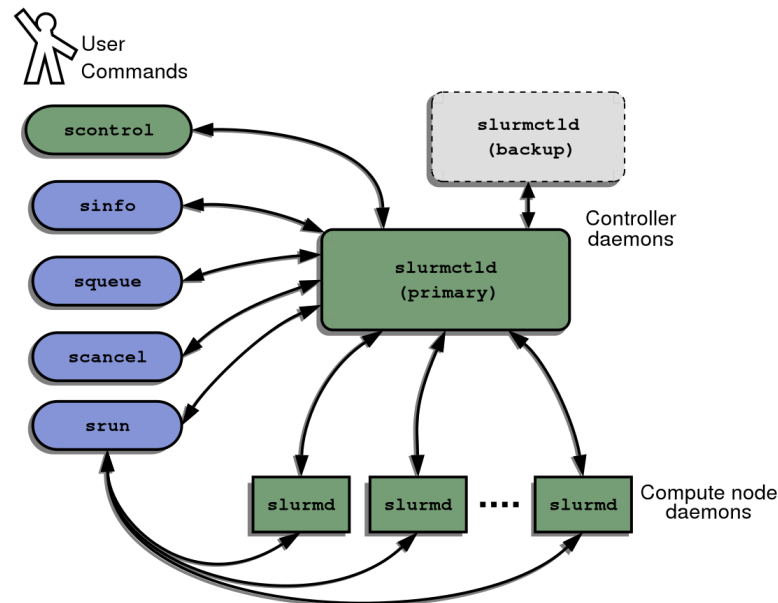 User
Commands
scontrol
sinfo
squeue
scancel
srun
slurmctld
(backup)
Controller
daemons
slurmctld
(primary)
slurmd
slurmd
slurmd
Compute node
daemons